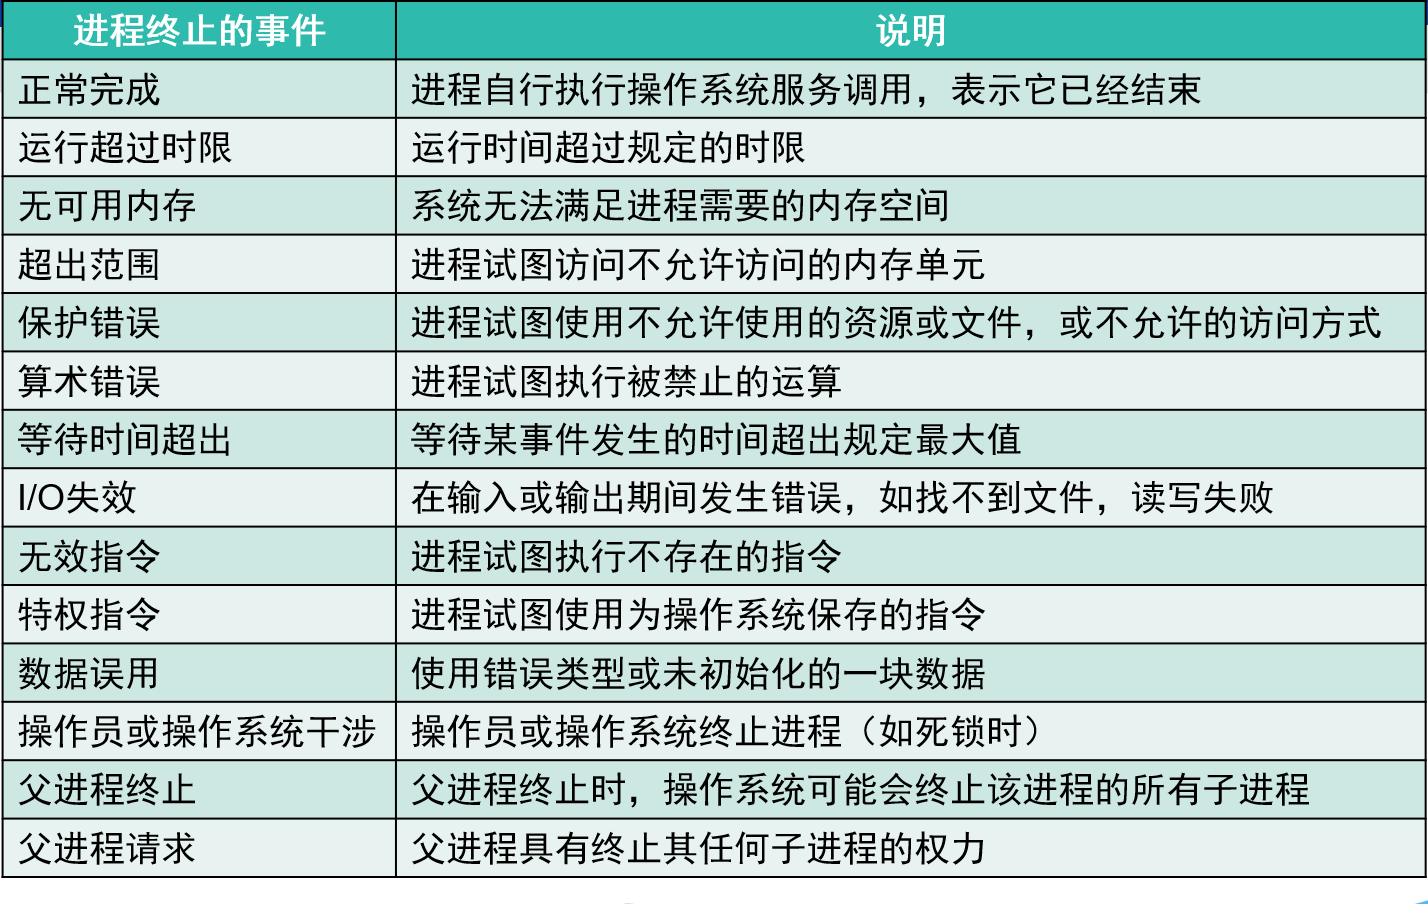 进程终止的事件 说明
正常完成 进程自行执行操作系统服务调用，表示它已经结束
运行超过时限 运行时间超过规定的时限
无可用内存 系统无法满足进程需要的内存空间
超出范围 进程试图访问不允许访问的内存单元
保护错误 进程试图使用不允许使用的资源或文件，或不允许的访问方式
算术错误 进程试图执行被禁止的运算
等待时间超出 等待某事件发生的时间超出规定最大值
I/O失效 在输入或输出期间发生错误，如找不到文件，读写失败
无效指令 进程试图执行不存在的指令
特权指令 进程试图使用为操作系统保存的指令
数据误用 使用错误类型或未初始化的一块数据
操作员或操作系统干涉 操作员或操作系统终止进程（如死锁时）
父进程终止 父进程终止时，操作系统可能会终止该进程的所有子进程
父进程请求 父进程具有终止其任何子进程的权力